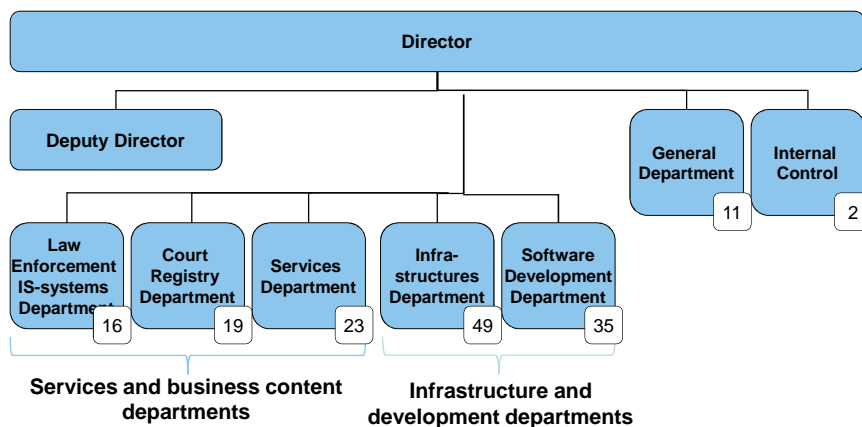 Director
Deputy Director
General
Department
11
Internal
Control
2
Law
Enforcement
IS-systems
Department
16
Court
Registry
Department
19
Services
Department
23
Infra-
structures
Department
49
Software
Development
Department
35
Services and business content
departments
Infrastructure and
development departments